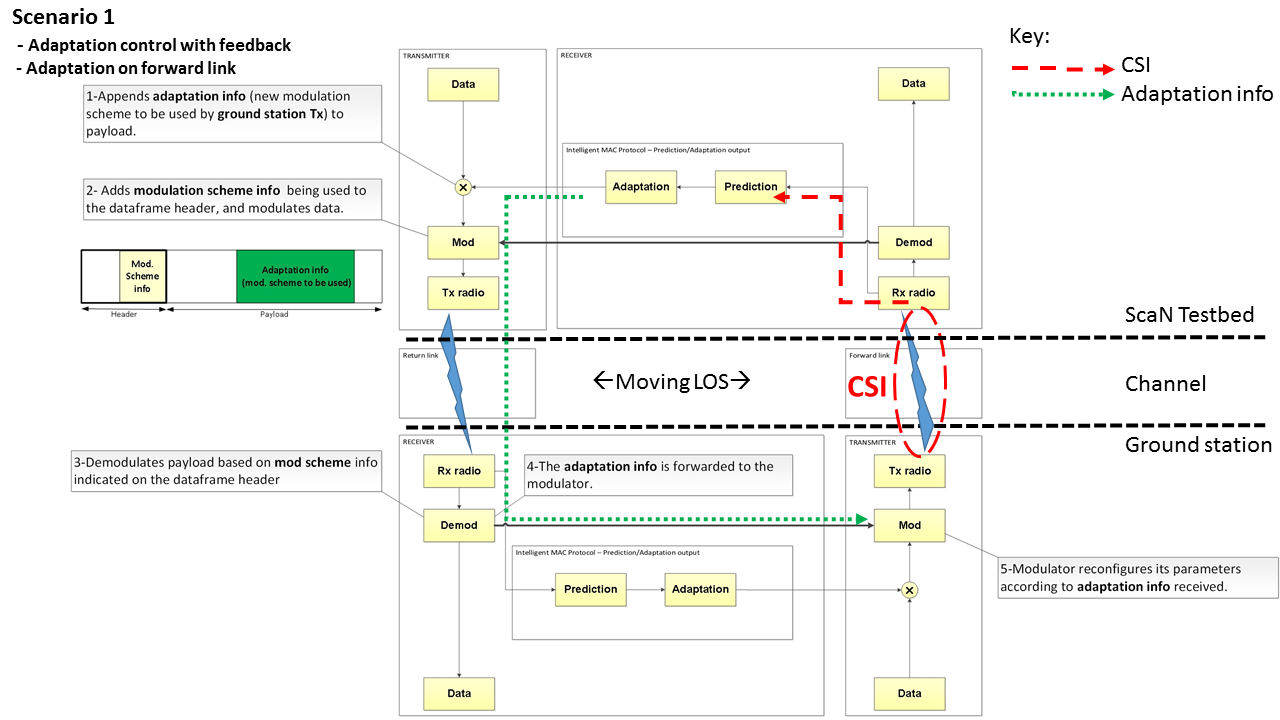 Scenario 1
- Adaptation control with feedback
- Adaptation on forward link
Key:
CSI
Adaptation info
TRANSMITTER
RECEIVER
Data
Data
1-Appends adaptation info (new modulation
scheme to be used by ground station Tx) to
payload.
Intelligent MAC Protocol – Prediction/Adaptation output
Adaptation
Prediction
2- Adds modulation scheme info being used to
the dataframe header, and modulates data.
Mod
Demod
Mod.
Scheme
info
Adaptation info
(mod. scheme to be used)
Header
Payload
Tx radio
Rx radio
ScaN Testbed
Return link
Forward link
←Moving LOS→
CSI
Channel
Ground station
RECEIVER
TRANSMITTER
3-Demodulates payload based on mod scheme info
indicated on the dataframe header
Rx radio
4-The adaptation info is forwarded to the
modulator.
Tx radio
Demod
Mod
Intelligent MAC Protocol – Prediction/Adaptation output
Prediction
Adaptation
5-Modulator reconfigures its parameters
according to adaptation info received.
Data
Data